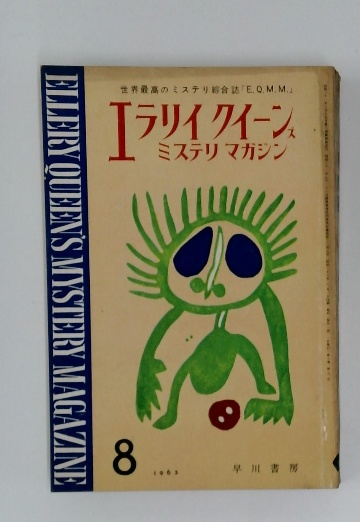 世界最高のミステリ綜合誌『E.Q.M.M.』
エラリイクイーンズ
ミステリ マガジン
ELLERY QUEEN'S MYSTERY MAGAZINE
8
1963
早川書房